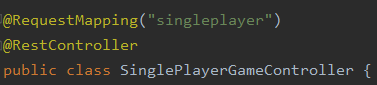 @RequestMapping("singleplayer")
@RestController
public class SinglePlayerGameController {